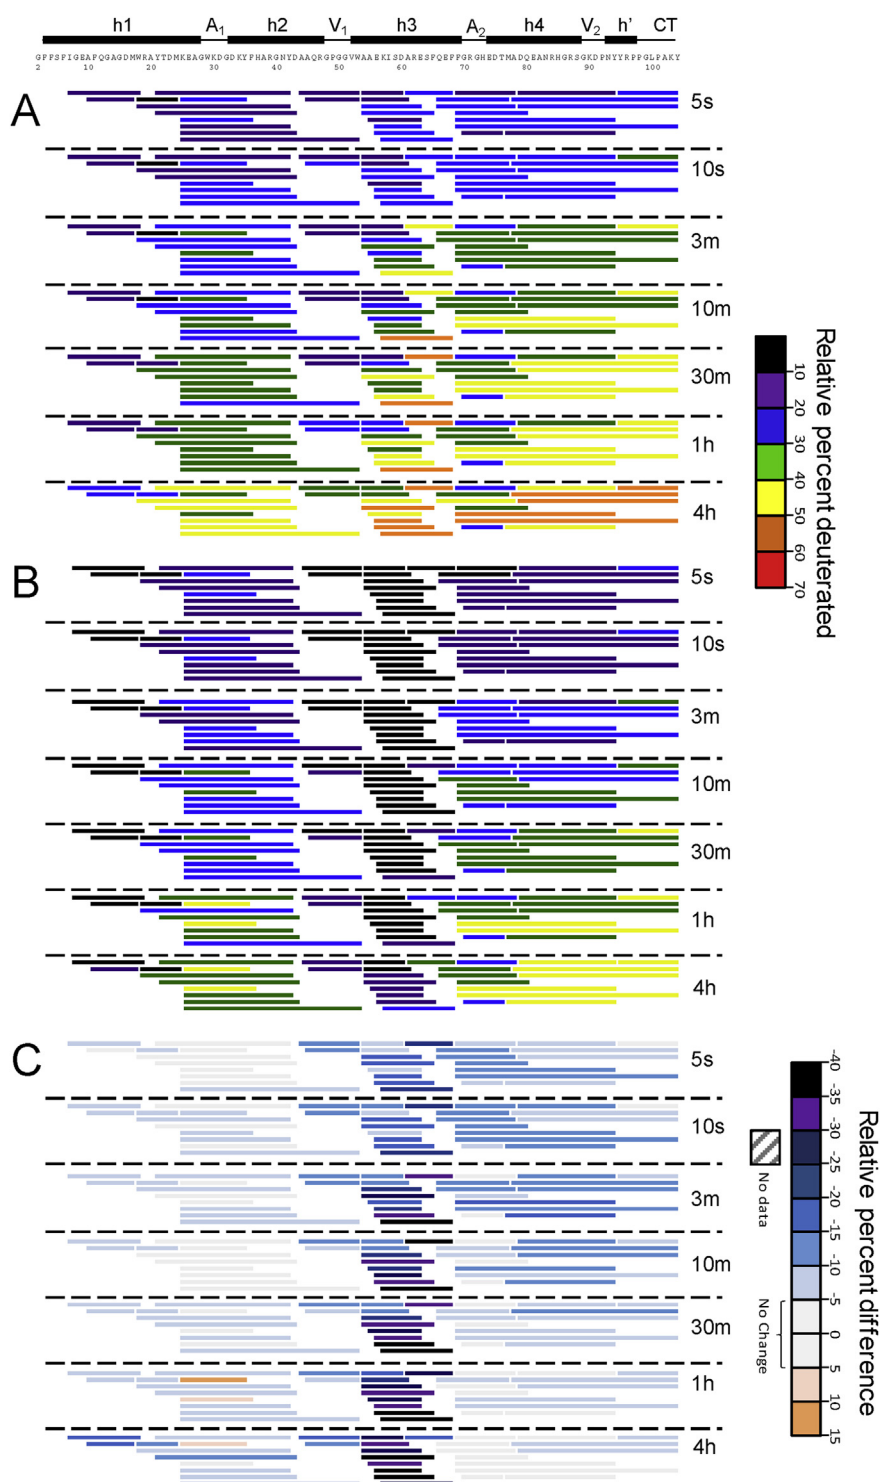 h1 A1 h2 V1 h3 A2 h4 V2 h' CT
GFFSFIGEAFQGAGDMWRAYTDMKEAGWKDGDKYFHARGNYDAAQRGPGGVWAAEKISDARESFQEFFGRGHEDTMADQEANRHGRSGKDPNYYRPPGLPAKY
2 10 20 30 40 50 60 70 80 90 100
A
5s
10s
3m
10m
30m
1h
4h
Relative percent deuterated
10 20 30 40 50 60 70
B
5s
10s
3m
10m
30m
1h
4h
C
5s
10s
3m
10m
30m
1h
4h
No data
No Change
-40 -35 -30 -25 -20 -15 -10 -5 0 5 10 15
Relative percent difference